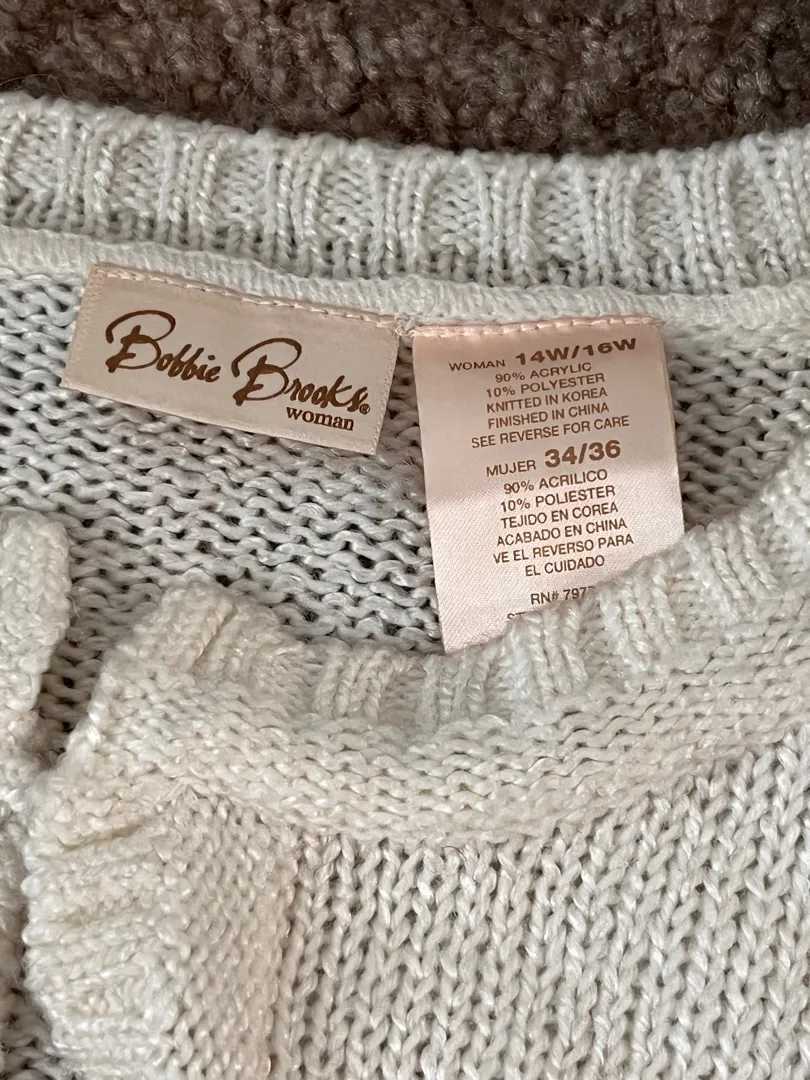 Bobbie Brooks®
woman
WOMAN 14W/16W
90% ACRYLIC
10% POLYESTER
KNITTED IN KOREA
FINISHED IN CHINA
SEE REVERSE FOR CARE
MUJER 34/36
90% ACRILICO
10% POLIESTER
TEJIDO EN COREA
ACABADO EN CHINA
VE EL REVERSO PARA
EL CUIDADO
RN#